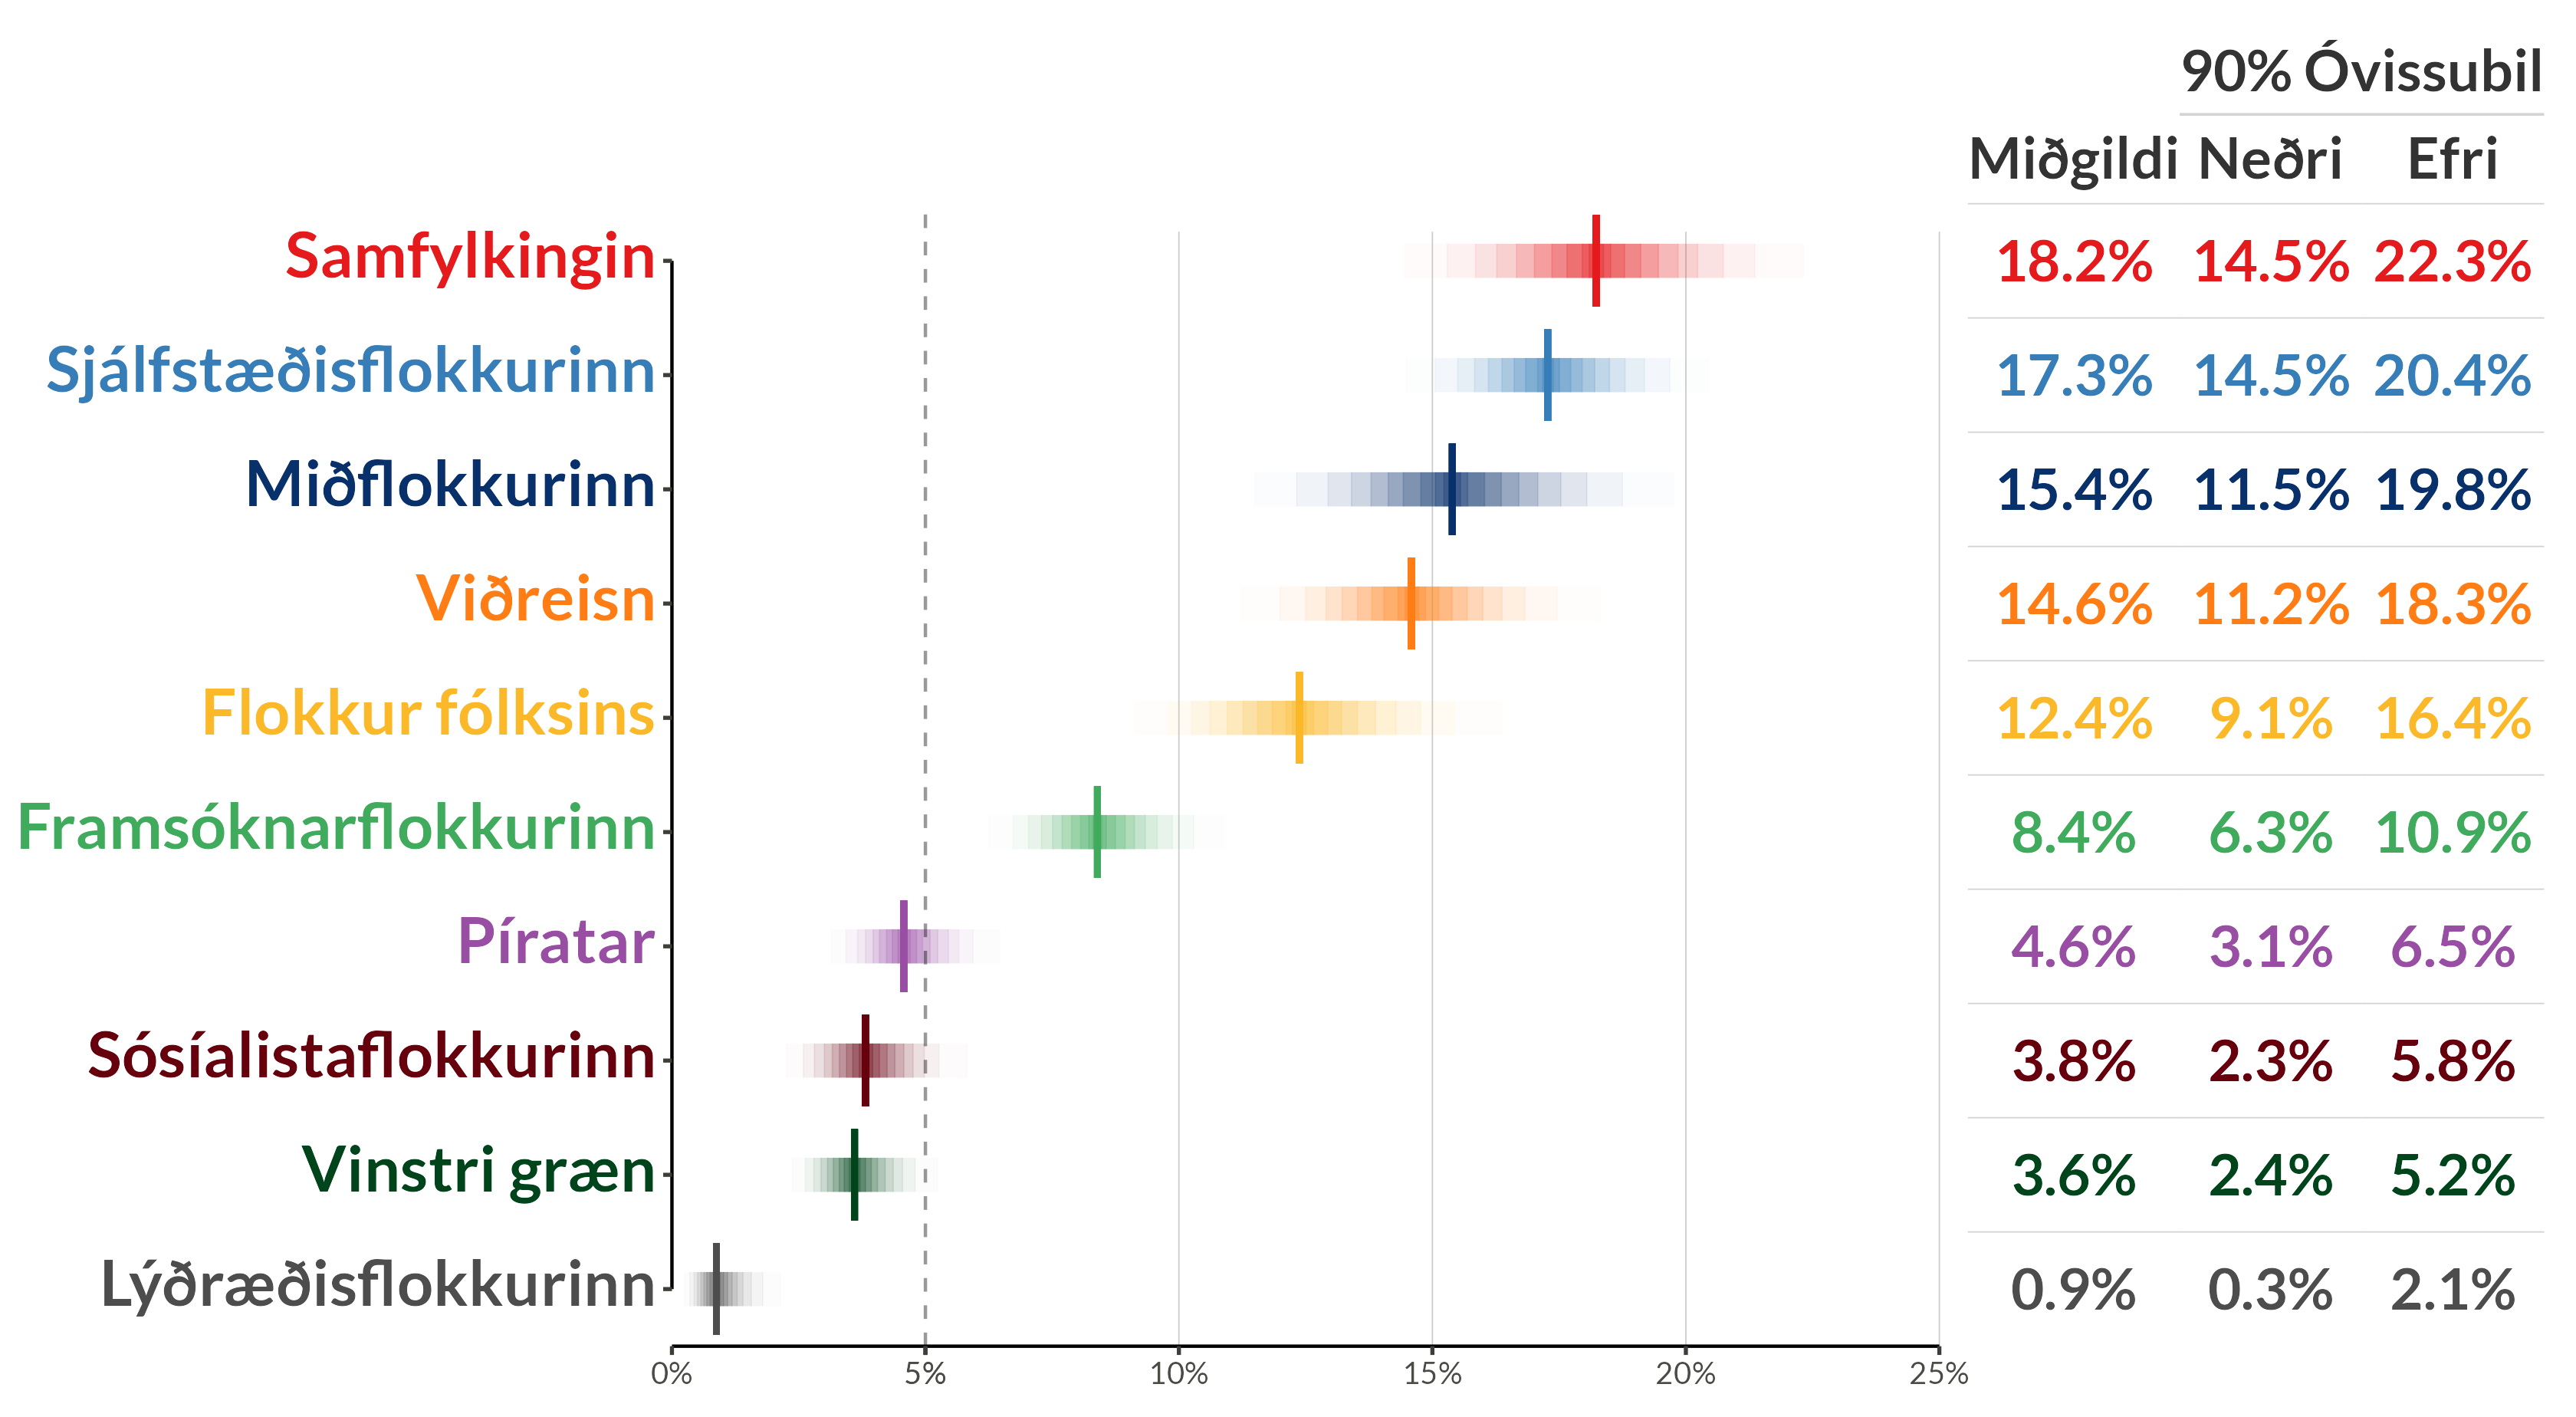 90% Óvissubil
Miðgildi Neðri Efri
Samfylkingin 18.2% 14.5% 22.3%
Sjálfstæðisflokkurinn 17.3% 14.5% 20.4%
Miðflokkurinn 15.4% 11.5% 19.8%
Viðreisn 14.6% 11.2% 18.3%
Flokkur fólksins 12.4% 9.1% 16.4%
Framsóknarflokkurinn 8.4% 6.3% 10.9%
Píratar 4.6% 3.1% 6.5%
Sósíalistaflokkurinn 3.8% 2.3% 5.8%
Vinstri græn 3.6% 2.4% 5.2%
Lýðræðisflokkurinn 0.9% 0.3% 2.1%
0% 5% 10% 15% 20% 25%